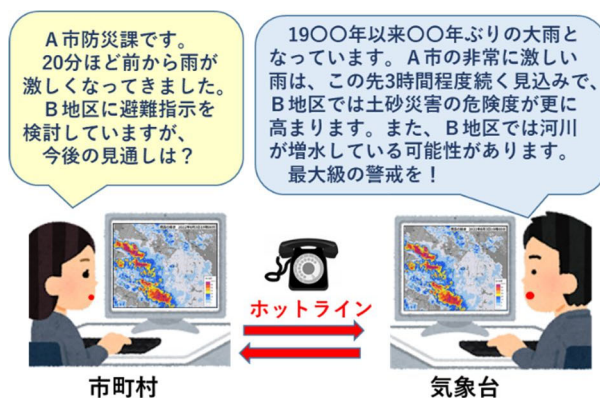 A市防災課です。
20分ほど前から雨が
激しくなってきました。
B地区に避難指示を
検討していますが、
今後の見通しは？
19〇〇年以来〇〇年ぶりの大雨と
なっています。A市の非常に激しい
雨は、この先3時間程度続く見込みで、
B地区では土砂災害の危険度が更に
高まります。また、B地区では河川
が増水している可能性があります。
最大級の警戒を！
ホットライン
市町村
気象台